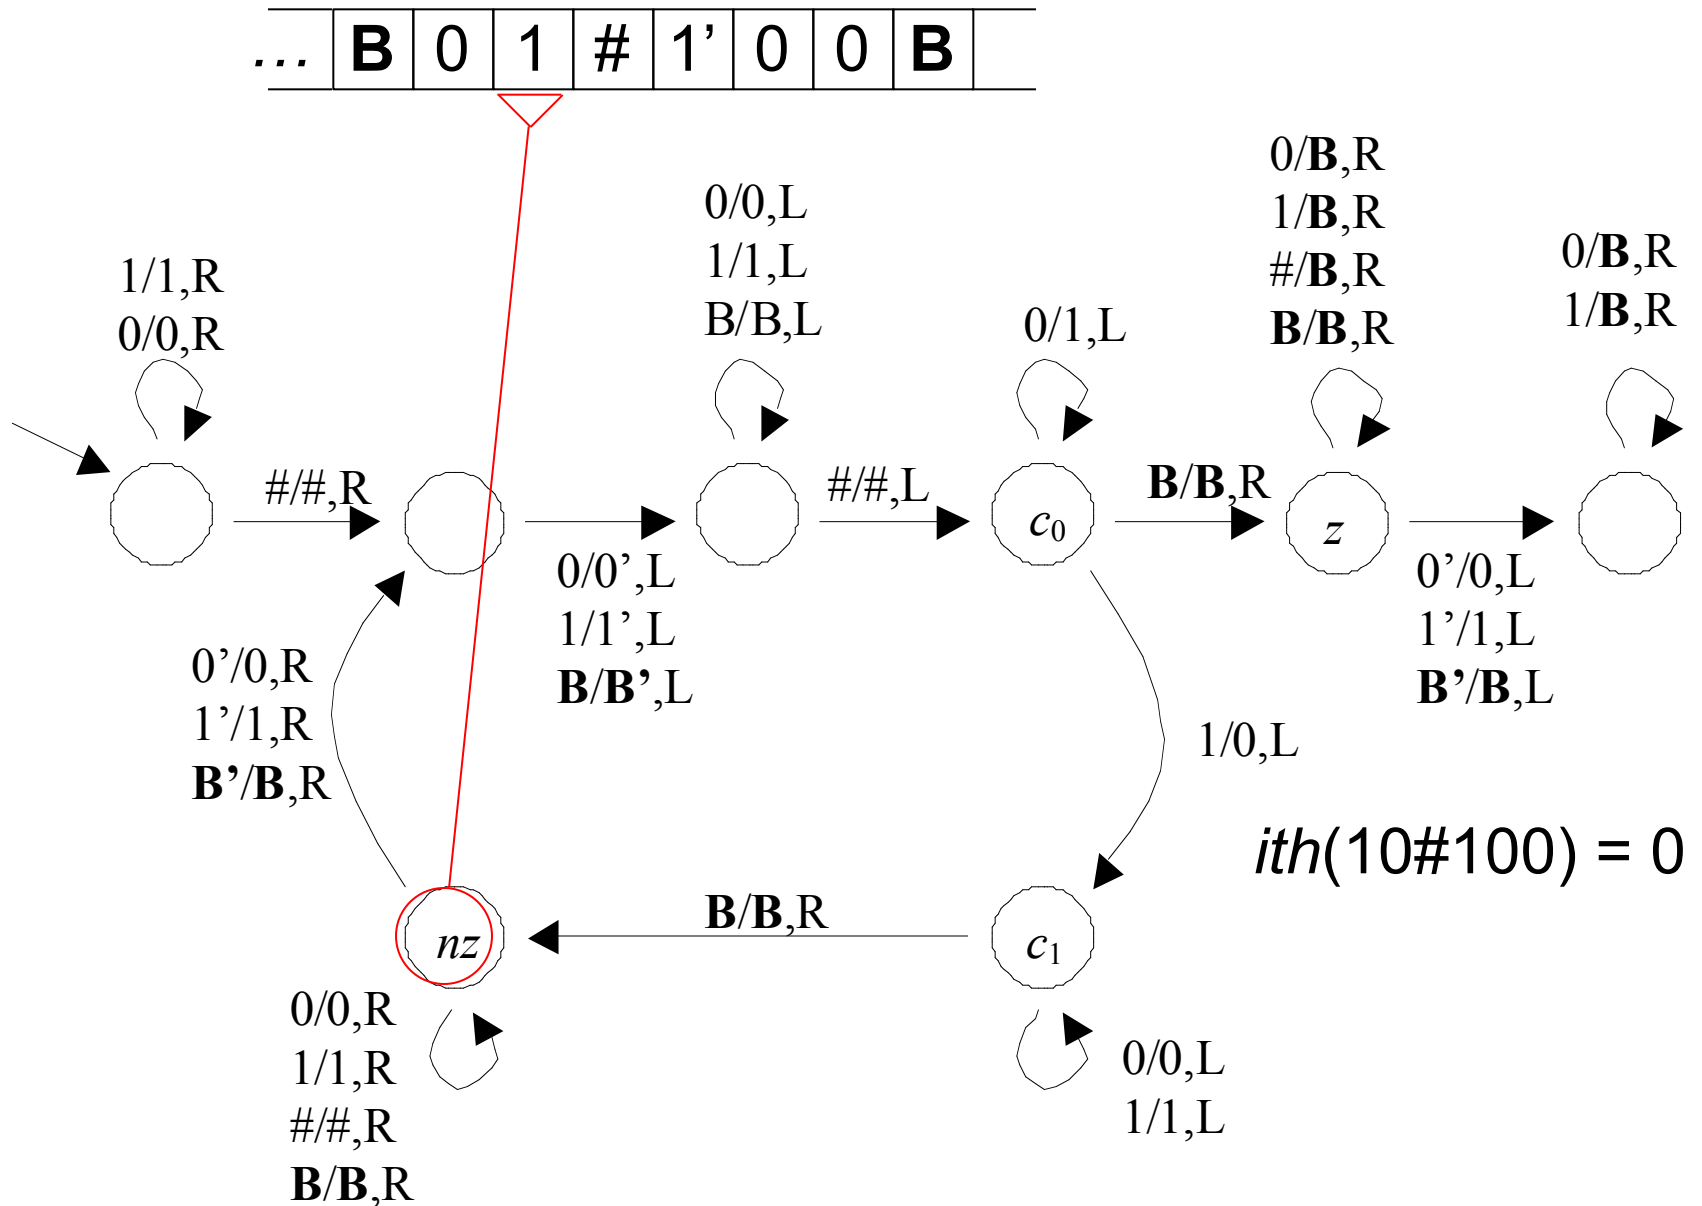 ... B 0 1 # 1’ 0 0 B
1/1,R
0/0,R
#/#,R
0/0’,L
1/1’,L
B/B’,L
0/0,L
1/1,L
B/B,L
#/#,L
0/1,L
c0
B/B,R
0/B,R
1/B,R
#/B,R
B/B,R
z
0’/0,L
1’/1,L
B’/B,L
0/B,R
1/B,R
1/0,L
0’/0,R
1’/1,R
B’/B,R
ith(10#100) = 0
nz
B/B,R
c1
0/0,R
1/1,R
#/#,R
B/B,R
0/0,L
1/1,L